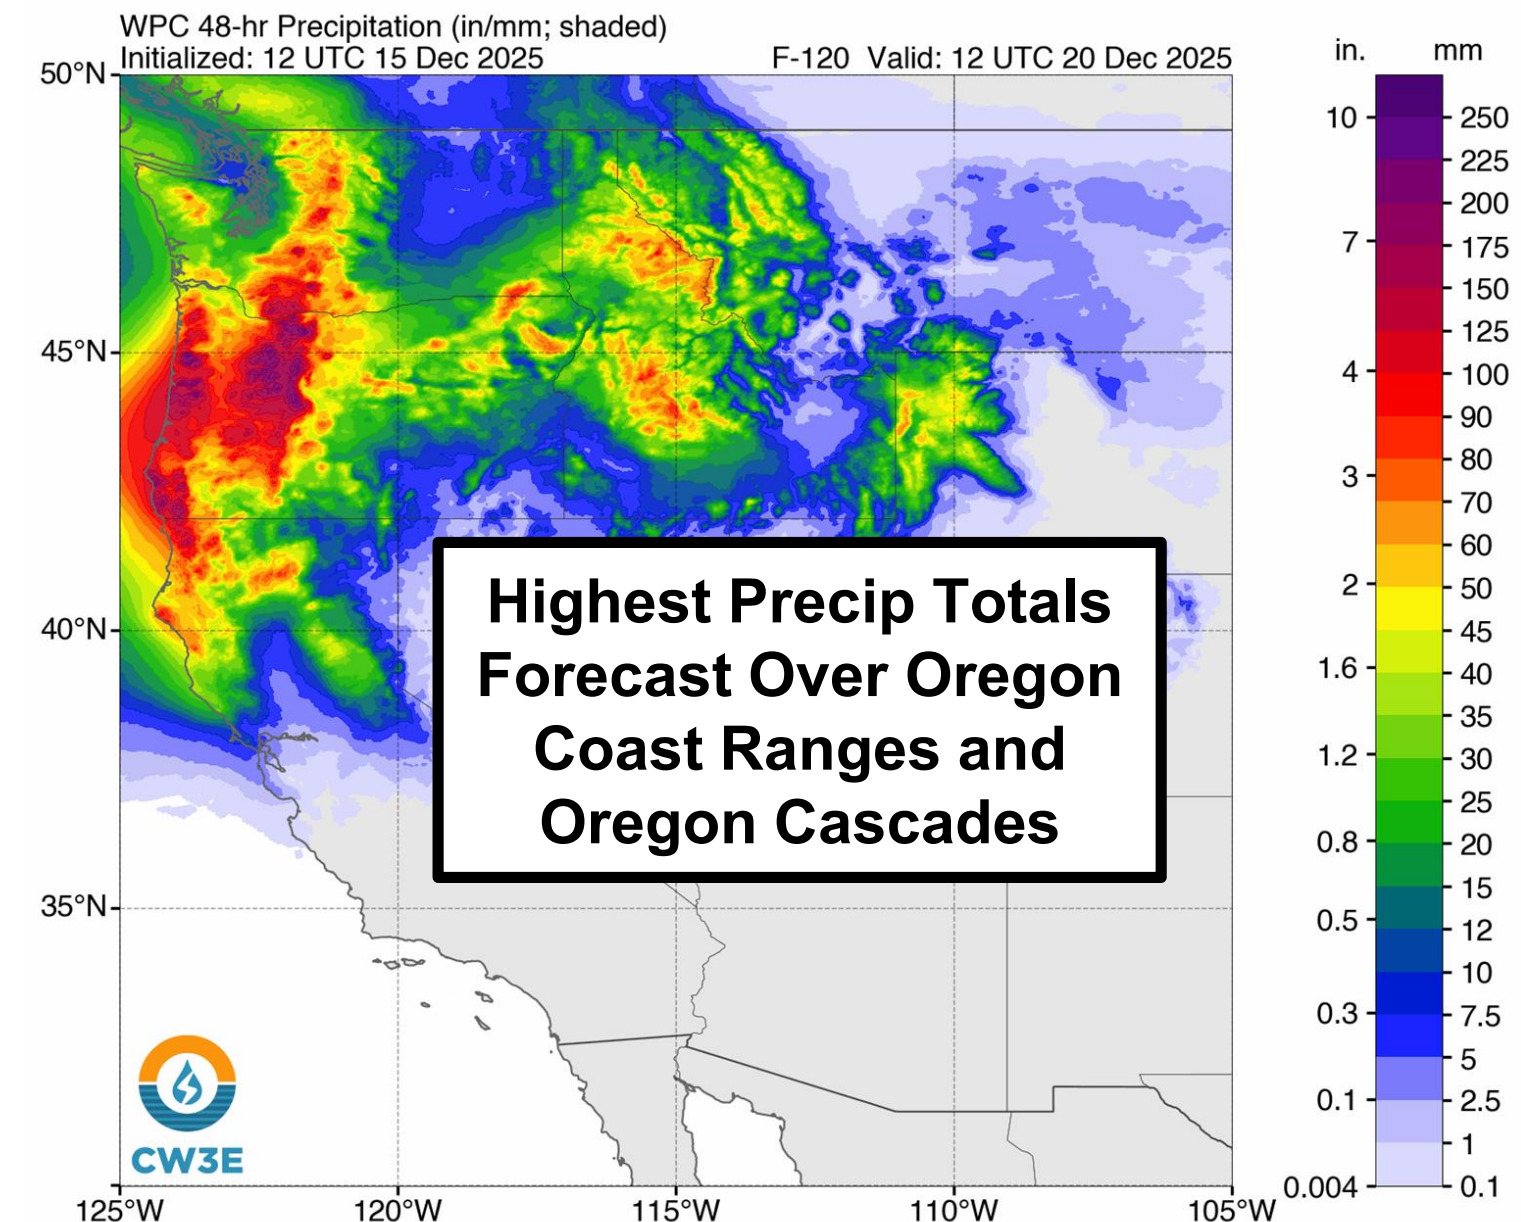 WPC 48-hr Precipitation (in/mm; shaded)
Initialized: 12 UTC 15 Dec 2025
F-120 Valid: 12 UTC 20 Dec 2025
in.
mm
50°N
45°N
40°N
35°N
125°W
120°W
115°W
110°W
105°W
Highest Precip Totals
Forecast Over Oregon
Coast Ranges and
Oregon Cascades
CW3E
10
7
4
3
2
1.6
1.2
0.8
0.5
0.3
0.1
0.004
250
225
200
175
150
125
100
90
80
70
60
50
45
40
35
30
25
20
15
12
10
7.5
5
2.5
1
0.1